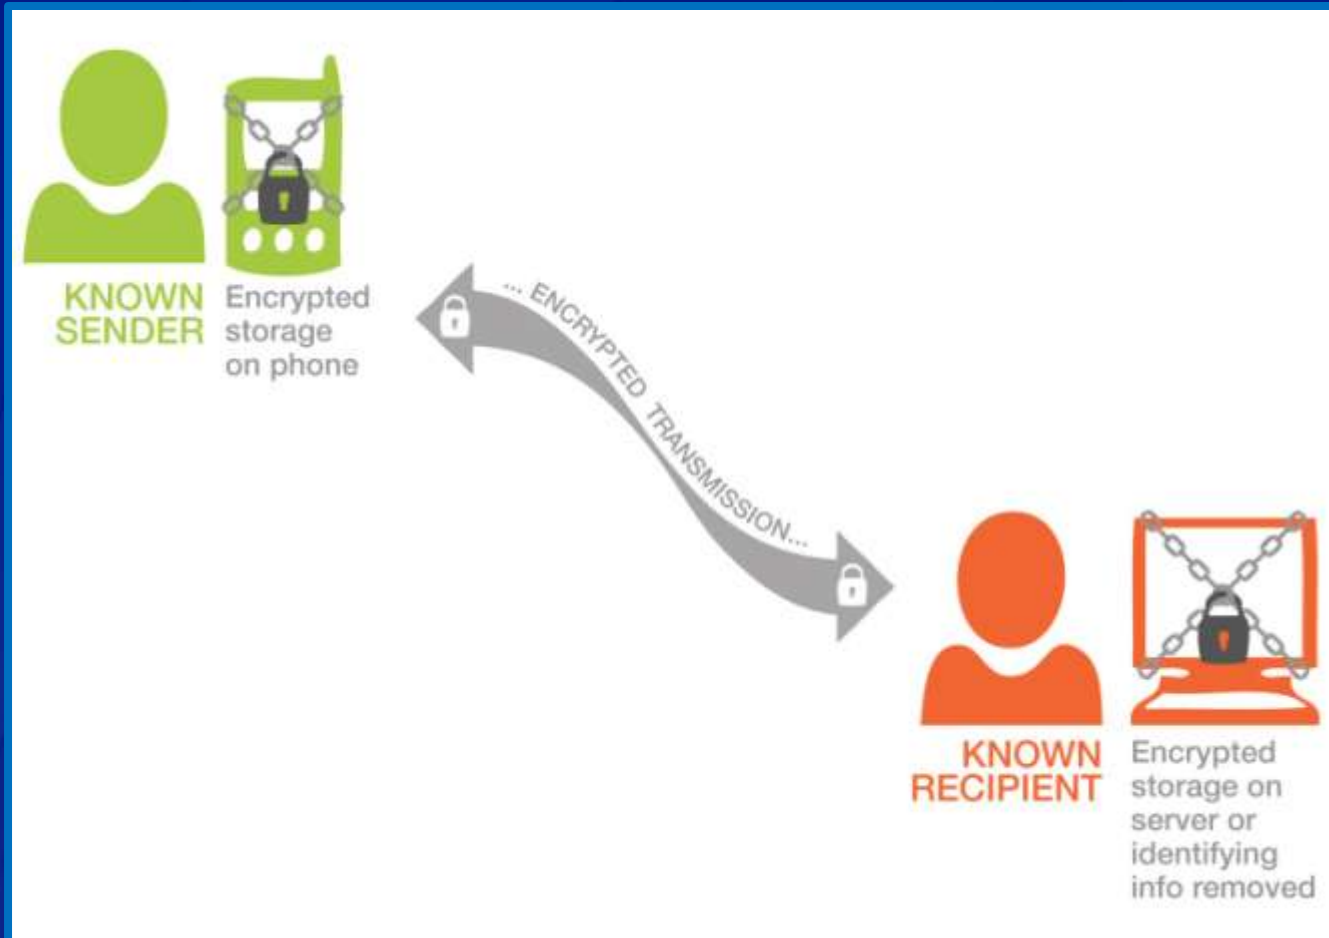 KNOWN
SENDER
Encrypted
storage
on phone
... ENCRYPTED TRANSMISSION...
KNOWN
RECIPIENT
Encrypted
storage on
server or
identifying
info removed